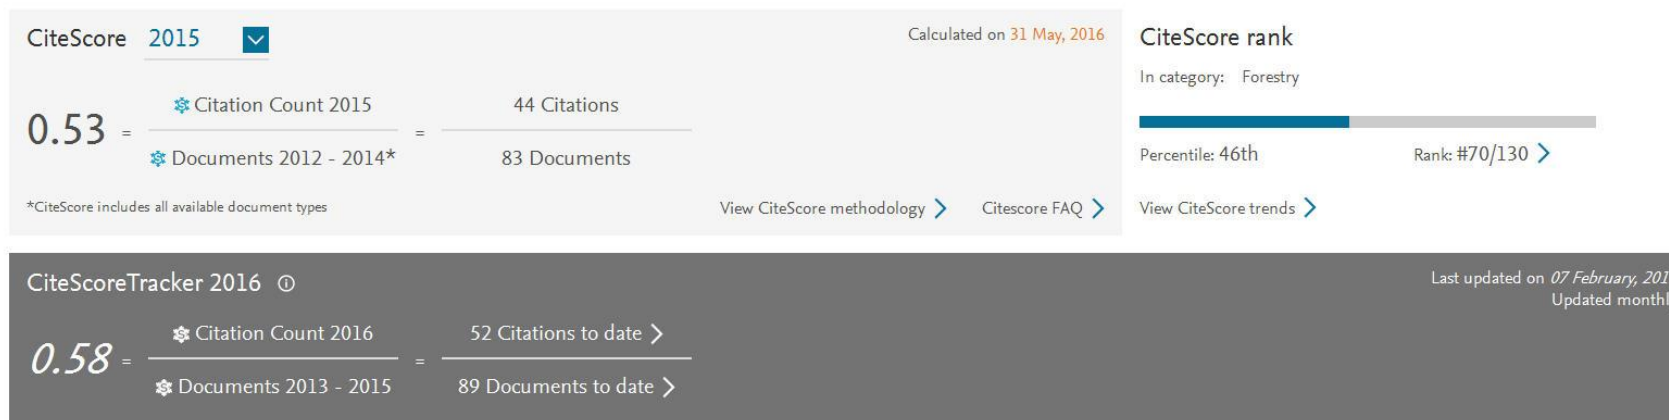 CiteScore 2015
Calculated on 31 May, 2016
0.53 = Citation Count 2015 = 44 Citations
Documents 2012 - 2014* 83 Documents
*CiteScore includes all available document types
View CiteScore methodology Citescore FAQ
CiteScore rank
In category: Forestry
Percentile: 46th Rank: #70/130
View CiteScore trends
CiteScoreTracker 2016
Last updated on 07 February, 201
Updated monthl
0.58 = Citation Count 2016 = 52 Citations to date
Documents 2013 - 2015 89 Documents to date